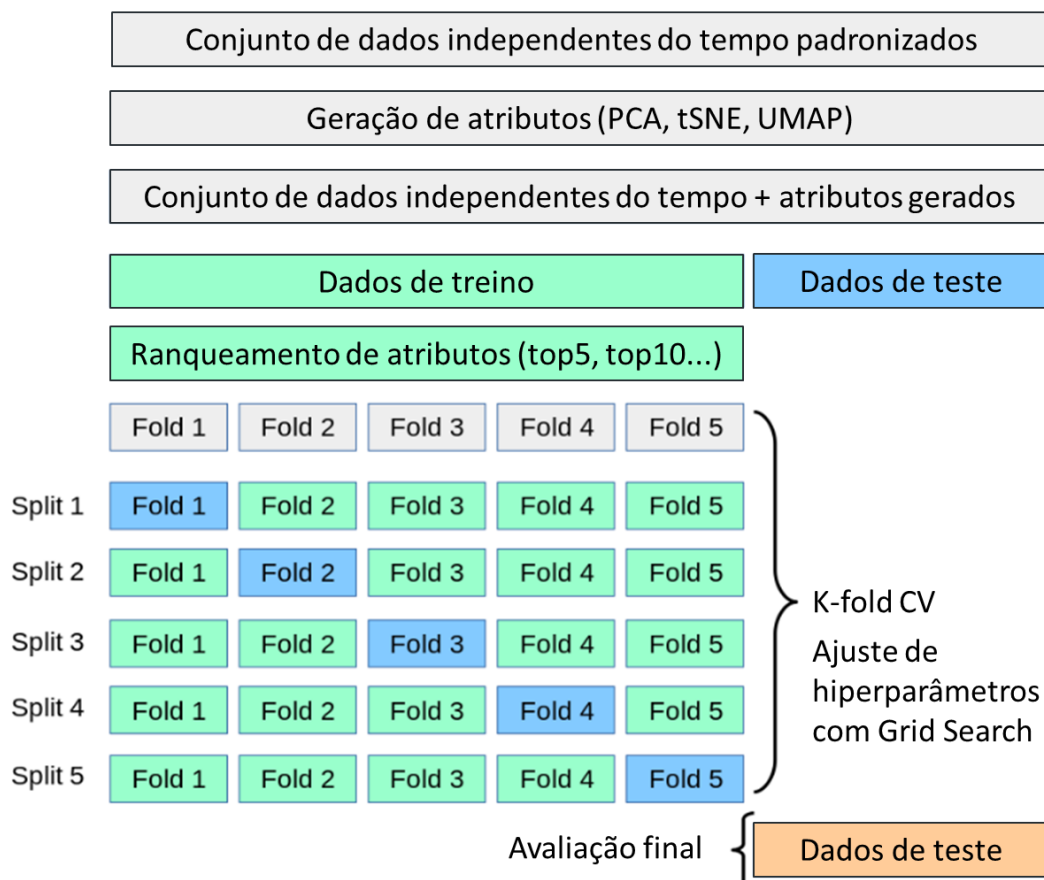 Conjunto de dados independentes do tempo padronizados
Geração de atributos (PCA, tSNE, UMAP)
Conjunto de dados independentes do tempo + atributos gerados
Dados de treino Dados de teste
Ranqueamento de atributos (top5, top10...)
Fold 1 Fold 2 Fold 3 Fold 4 Fold 5
Split 1 Fold 1 Fold 2 Fold 3 Fold 4 Fold 5
Split 2 Fold 1 Fold 2 Fold 3 Fold 4 Fold 5
Split 3 Fold 1 Fold 2 Fold 3 Fold 4 Fold 5
Split 4 Fold 1 Fold 2 Fold 3 Fold 4 Fold 5
Split 5 Fold 1 Fold 2 Fold 3 Fold 4 Fold 5
K-fold CV
Ajuste de
hiperparâmetros
com Grid Search
Avaliação final Dados de teste